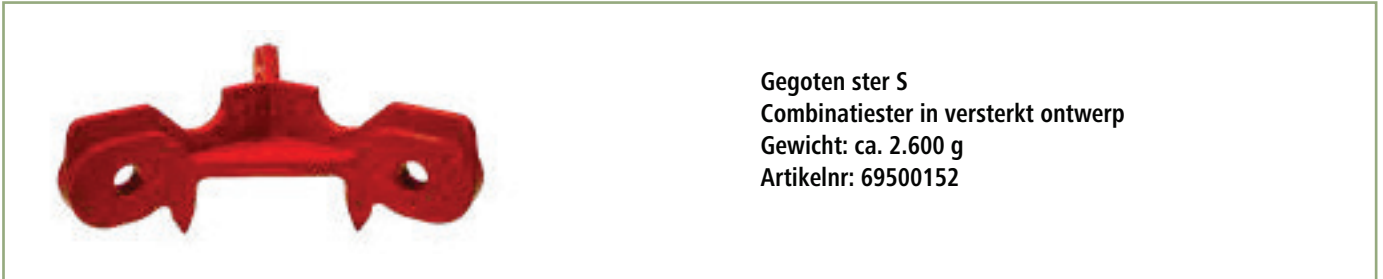 Gegoten ster S
Combinatiester in versterkt ontwerp
Gewicht: ca. 2.600 g
Artikelnr: 69500152